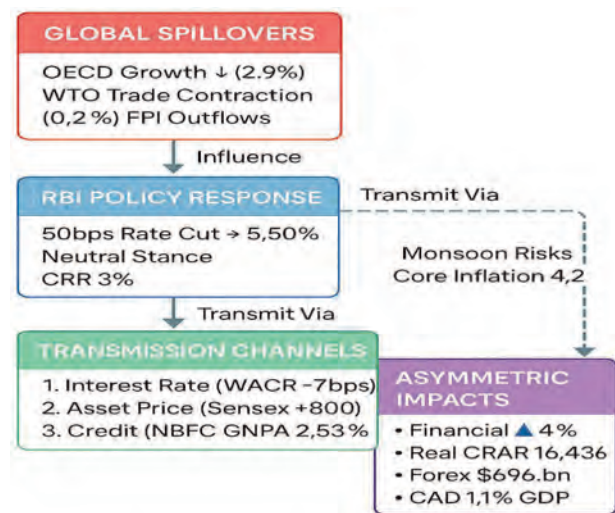 GLOBAL SPILLOVERS
OECD Growth ↓ (2.9%)
WTO Trade Contraction
(0,2 %) FPI Outflows
Influence
RBI POLICY RESPONSE
50bps Rate Cut → 5,50%
Neutral Stance
CRR 3%
Transmit Via
Monsoon Risks
Core Inflation 4,2
Transmit Via
TRANSMISSION CHANNELS
1. Interest Rate (WACR –7bps)
2. Asset Price (Sensex +800)
3. Credit (NBFC GNPA 2,53 %
ASYMMETRIC
IMPACTS
• Financial ▲ 4%
• Real CRAR 16,436
• Forex $696.bn
• CAD 1,1% GDP